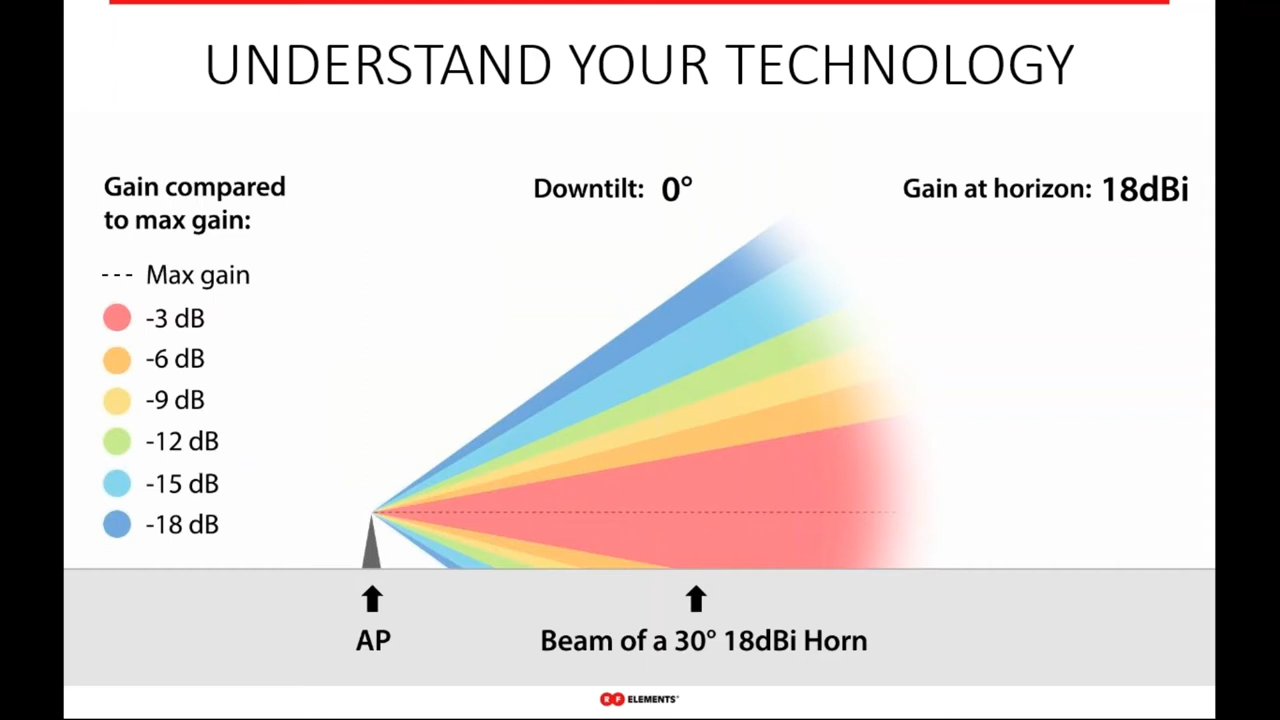 UNDERSTAND YOUR TECHNOLOGY
Gain compared
to max gain:
Downtilt: 0°
Gain at horizon: 18dBi
Max gain
-3 dB
-6 dB
-9 dB
-12 dB
-15 dB
-18 dB
AP
Beam of a 30° 18dBi Horn
RF ELEMENTS